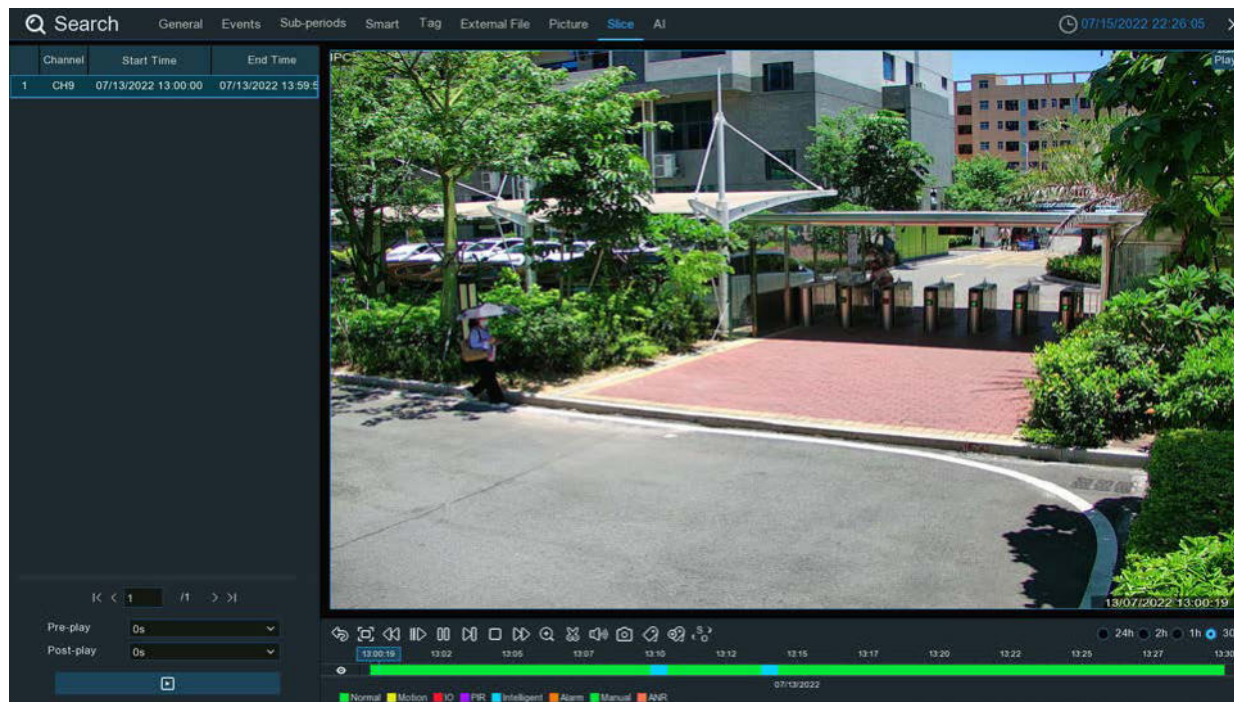 Search General Events Sub-periods Smart Tag External File Picture Slice AI 07/15/2022 22:26:05
Channel Start Time End Time
1 CH9 07/13/2022 13:00:00 07/13/2022 13:59:5
IPC
Play
13/07/2022 13:00:19
1 /1
Pre-play 0s
Post-play 0s
24h 2h 1h 30
13:00:19 13:02 13:05 13:07 13:10 13:12 13:15 13:17 13:20 13:22 13:25 13:27 13:30
07/13/2022
Normal Motion IO PIR Intelligent Alarm Manual ANR